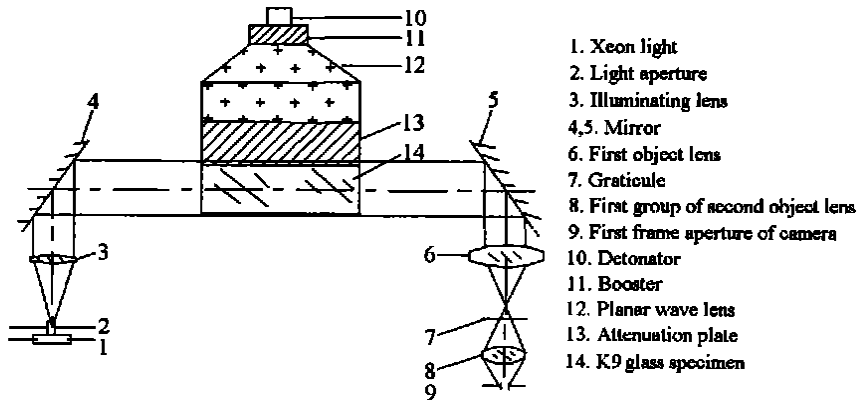 10
11
12
4
5
13
14
3
6
2
1
7
8
9
1. Xeon light
2. Light aperture
3. Illuminating lens
4,5. Mirror
6. First object lens
7. Graticule
8. First group of second object lens
9. First frame aperture of camera
10. Detonator
11. Booster
12. Planar wave lens
13. Attenuation plate
14. K9 glass specimen